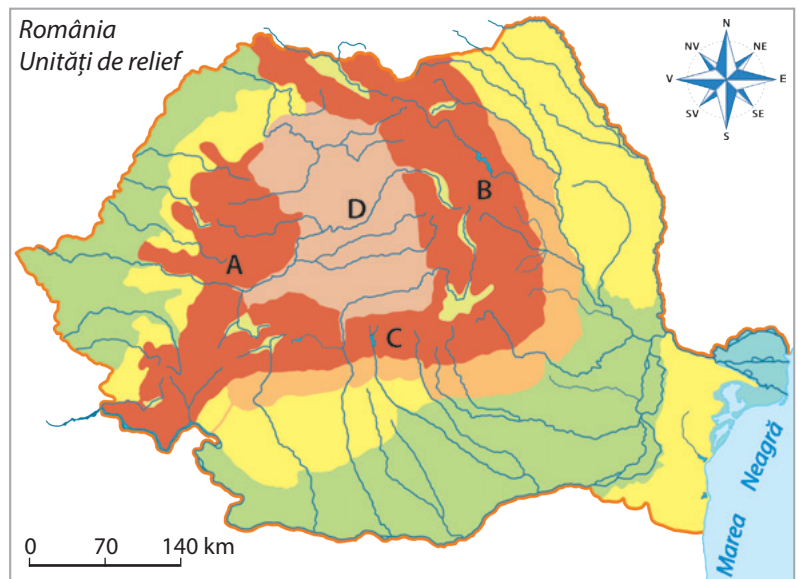 România
Unități de relief
N
NV
NE
V
E
SV
SE
S
B
D
A
C
0 70 140 km
Marea Neagră